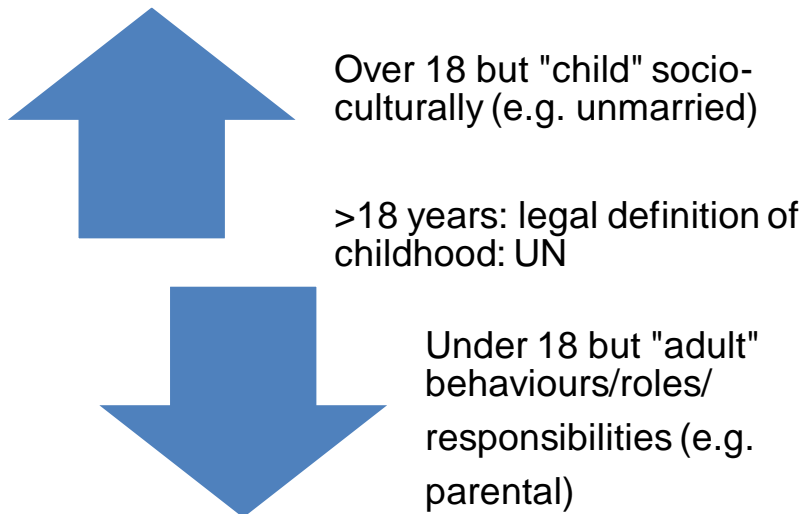 Over 18 but "child" socio-
culturally (e.g. unmarried)
>18 years: legal definition of
childhood: UN
Under 18 but "adult"
behaviours/roles/
responsibilities (e.g.
parental)